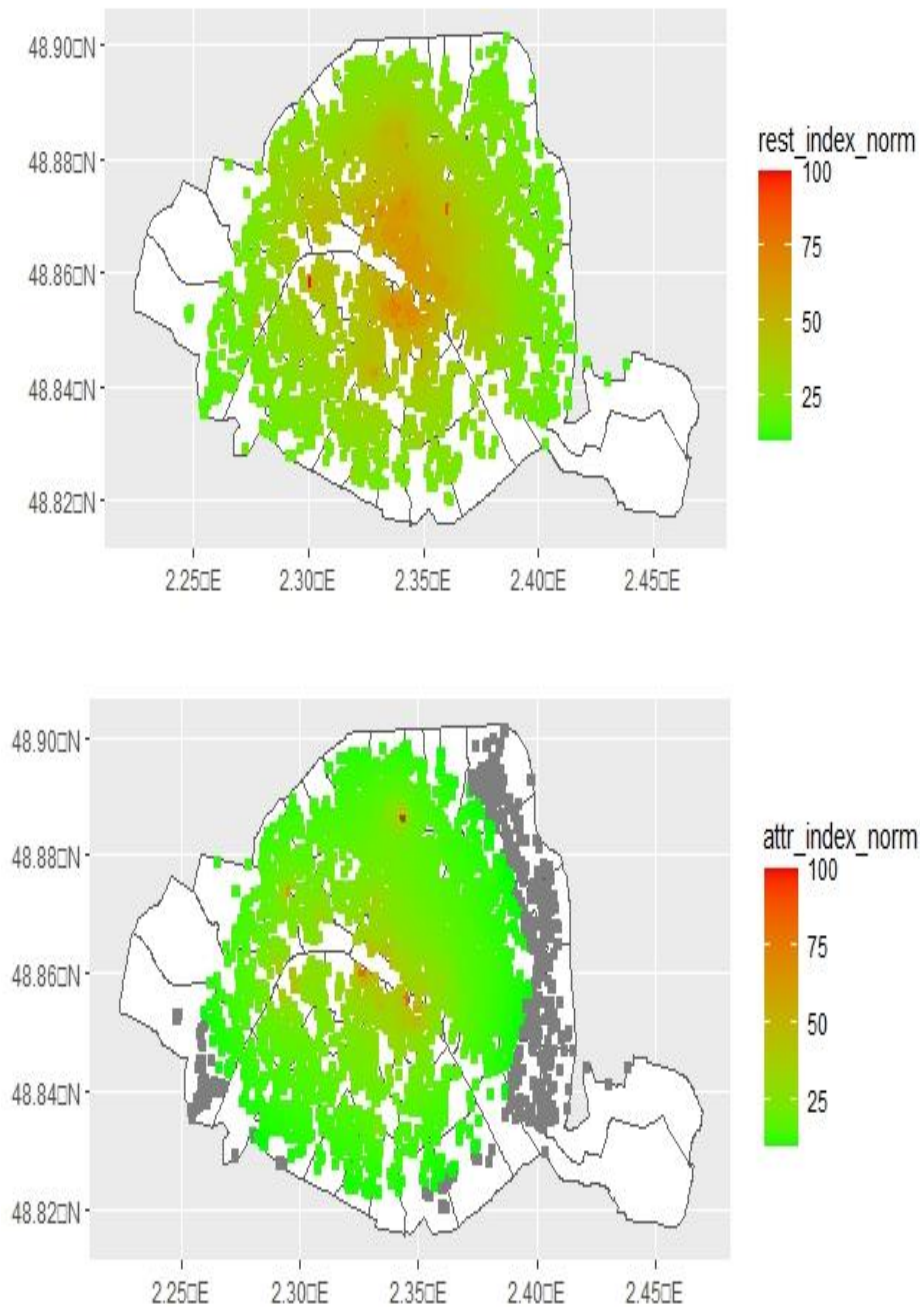 48.90□N
48.88□N
48.86□N
48.84□N
48.82□N
2.25□E 2.30□E 2.35□E 2.40□E 2.45□E
rest_index_norm
100
75
50
25
48.90□N
48.88□N
48.86□N
48.84□N
48.82□N
2.25□E 2.30□E 2.35□E 2.40□E 2.45□E
attr_index_norm
100
75
50
25